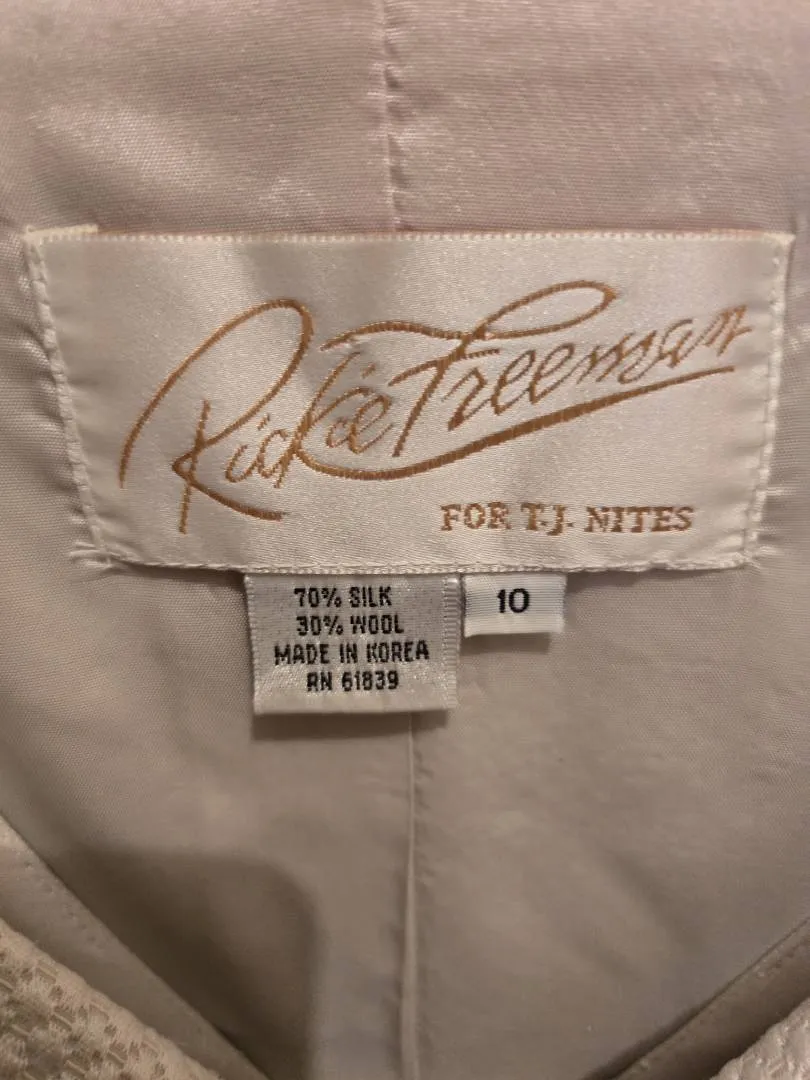 Rickie Freeman
FOR T.J. NITES
70% SILK
30% WOOL
MADE IN KOREA
RN 61839
10